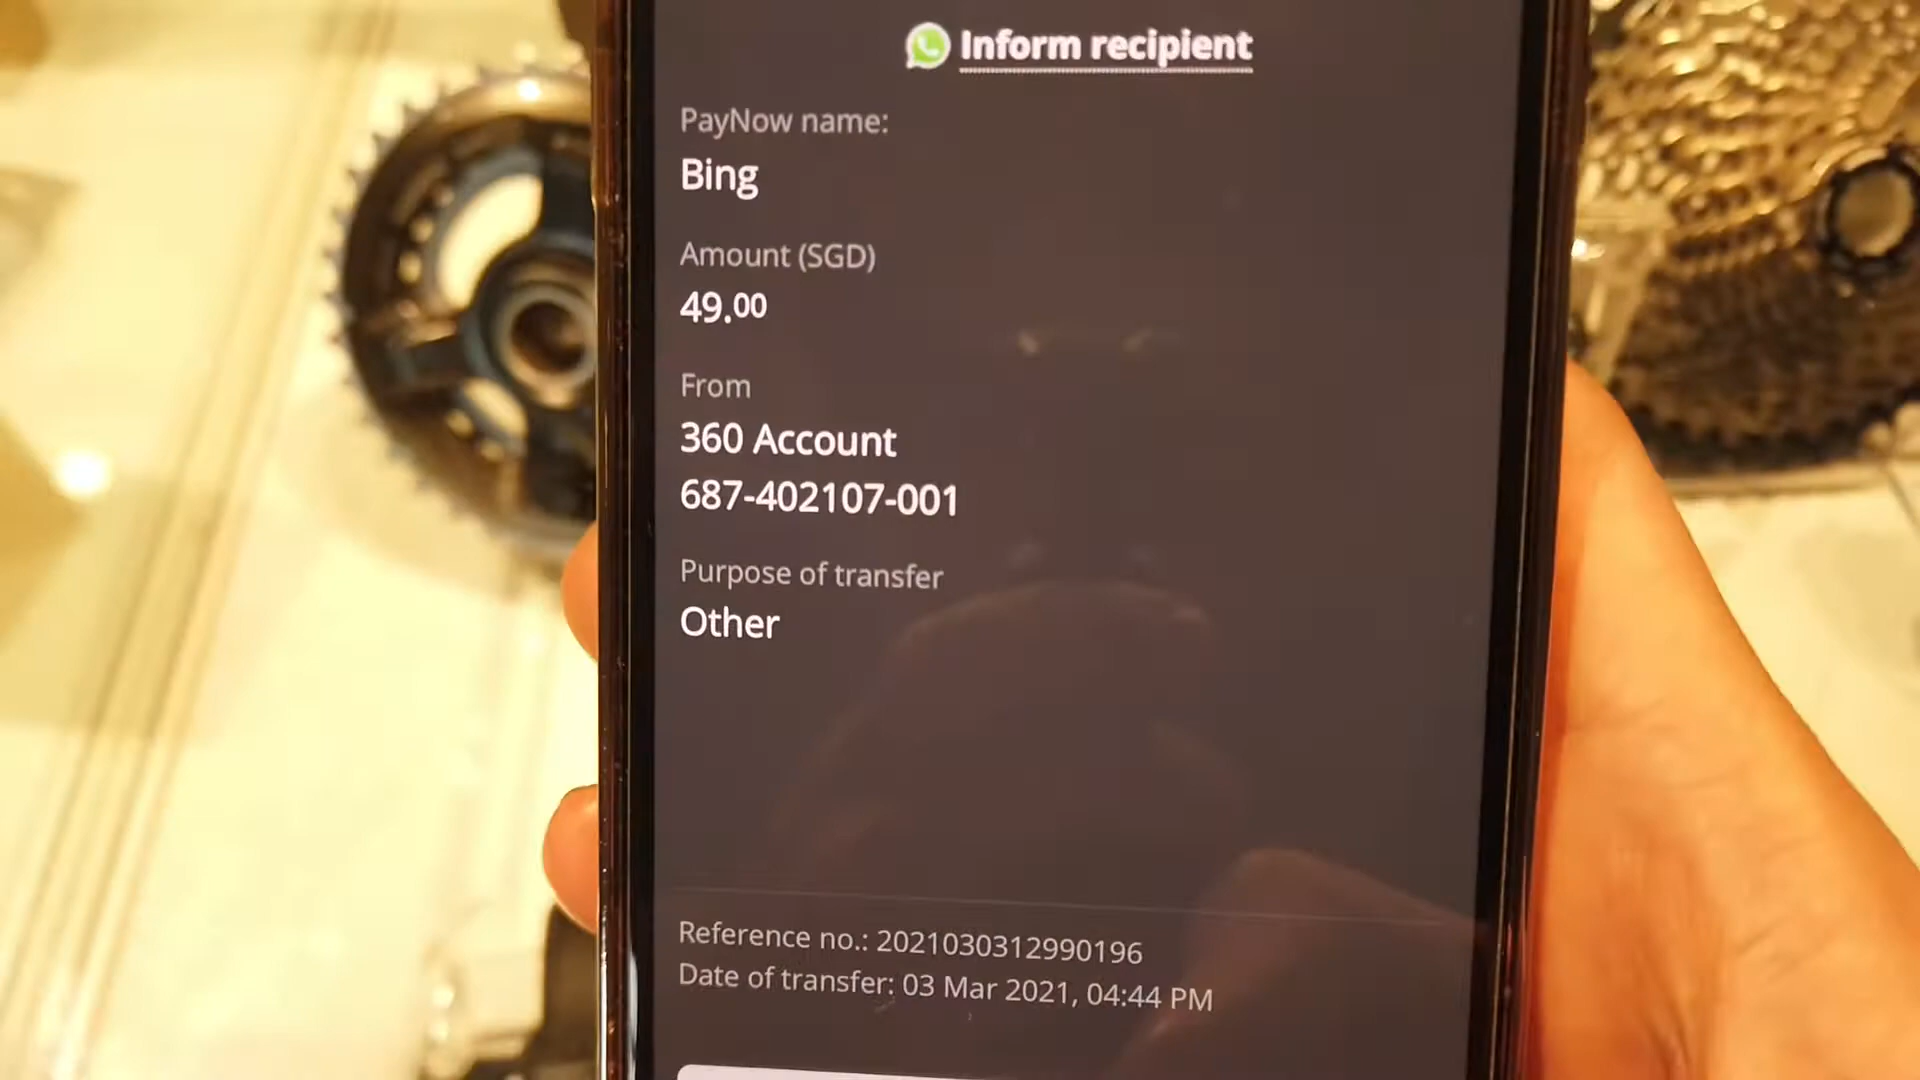 Inform recipient
PayNow name:
Bing
Amount (SGD)
49.00
From
360 Account
687-402107-001
Purpose of transfer
Other
Reference no.: 2021030312990196
Date of transfer: 03 Mar 2021, 04:44 PM